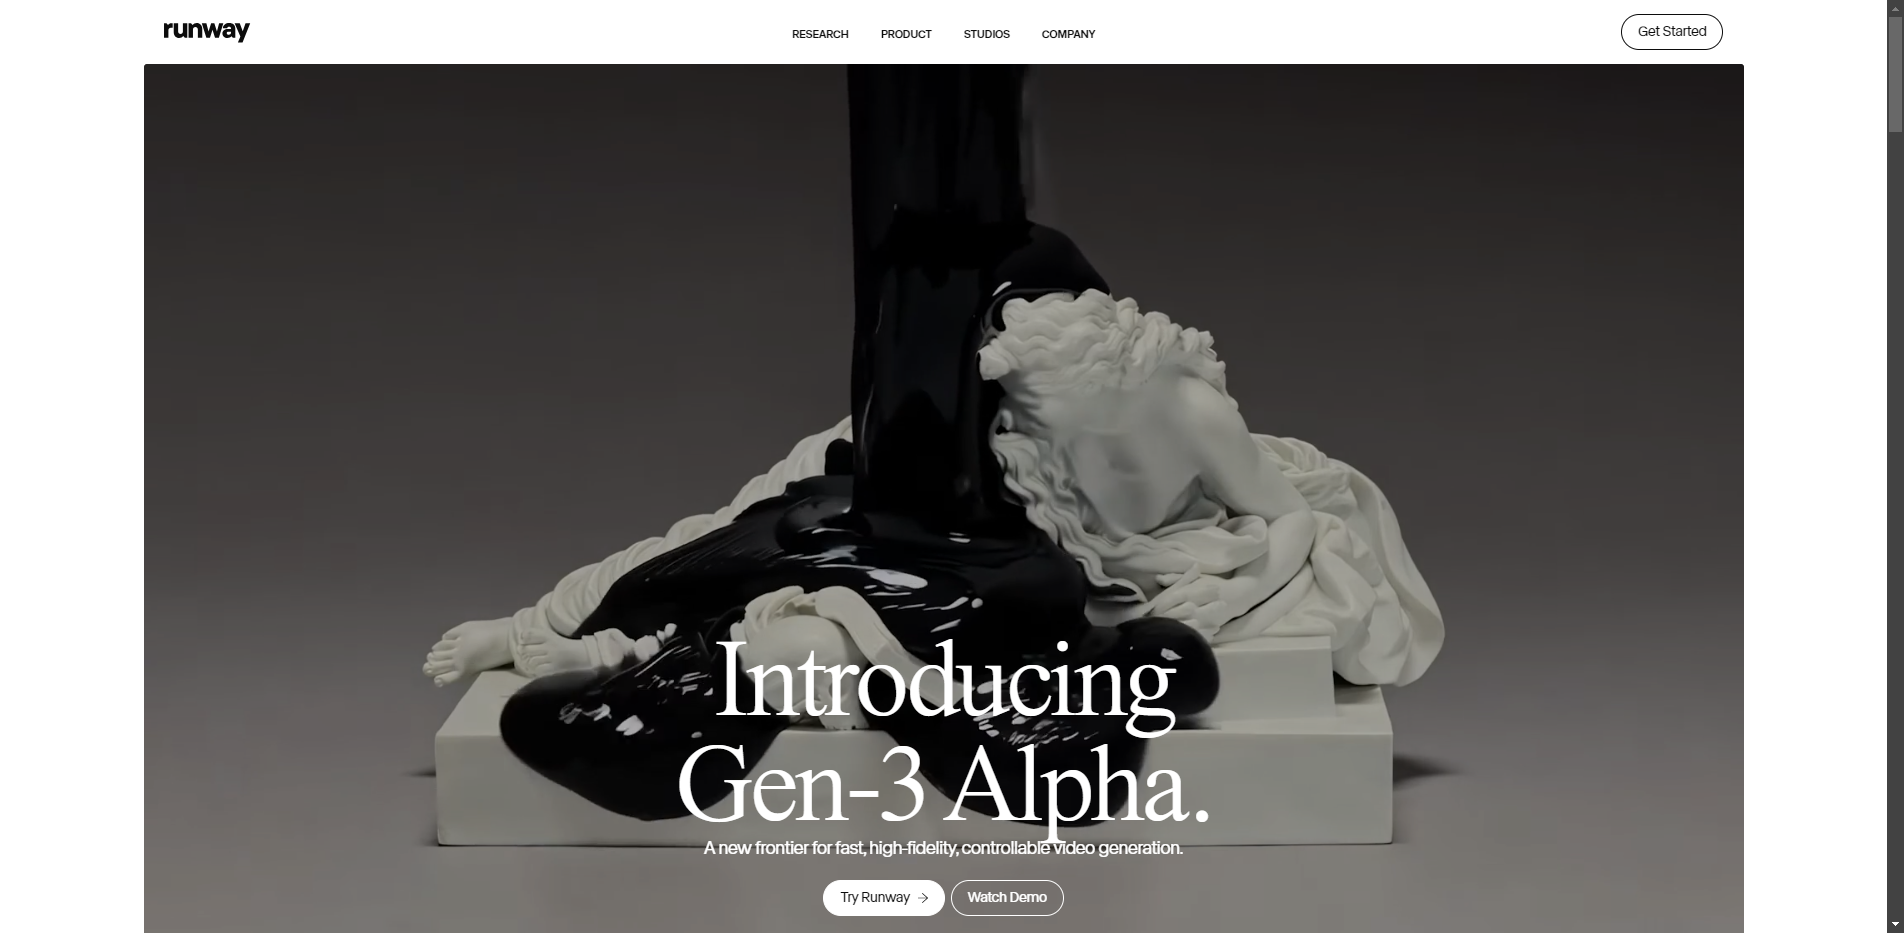 runway
RESEARCH
PRODUCT
STUDIOS
COMPANY
Get Started
Introducing
Gen-3 Alpha.
A new frontier for fast, high-fidelity, controllable video generation.
Try Runway →
Watch Demo